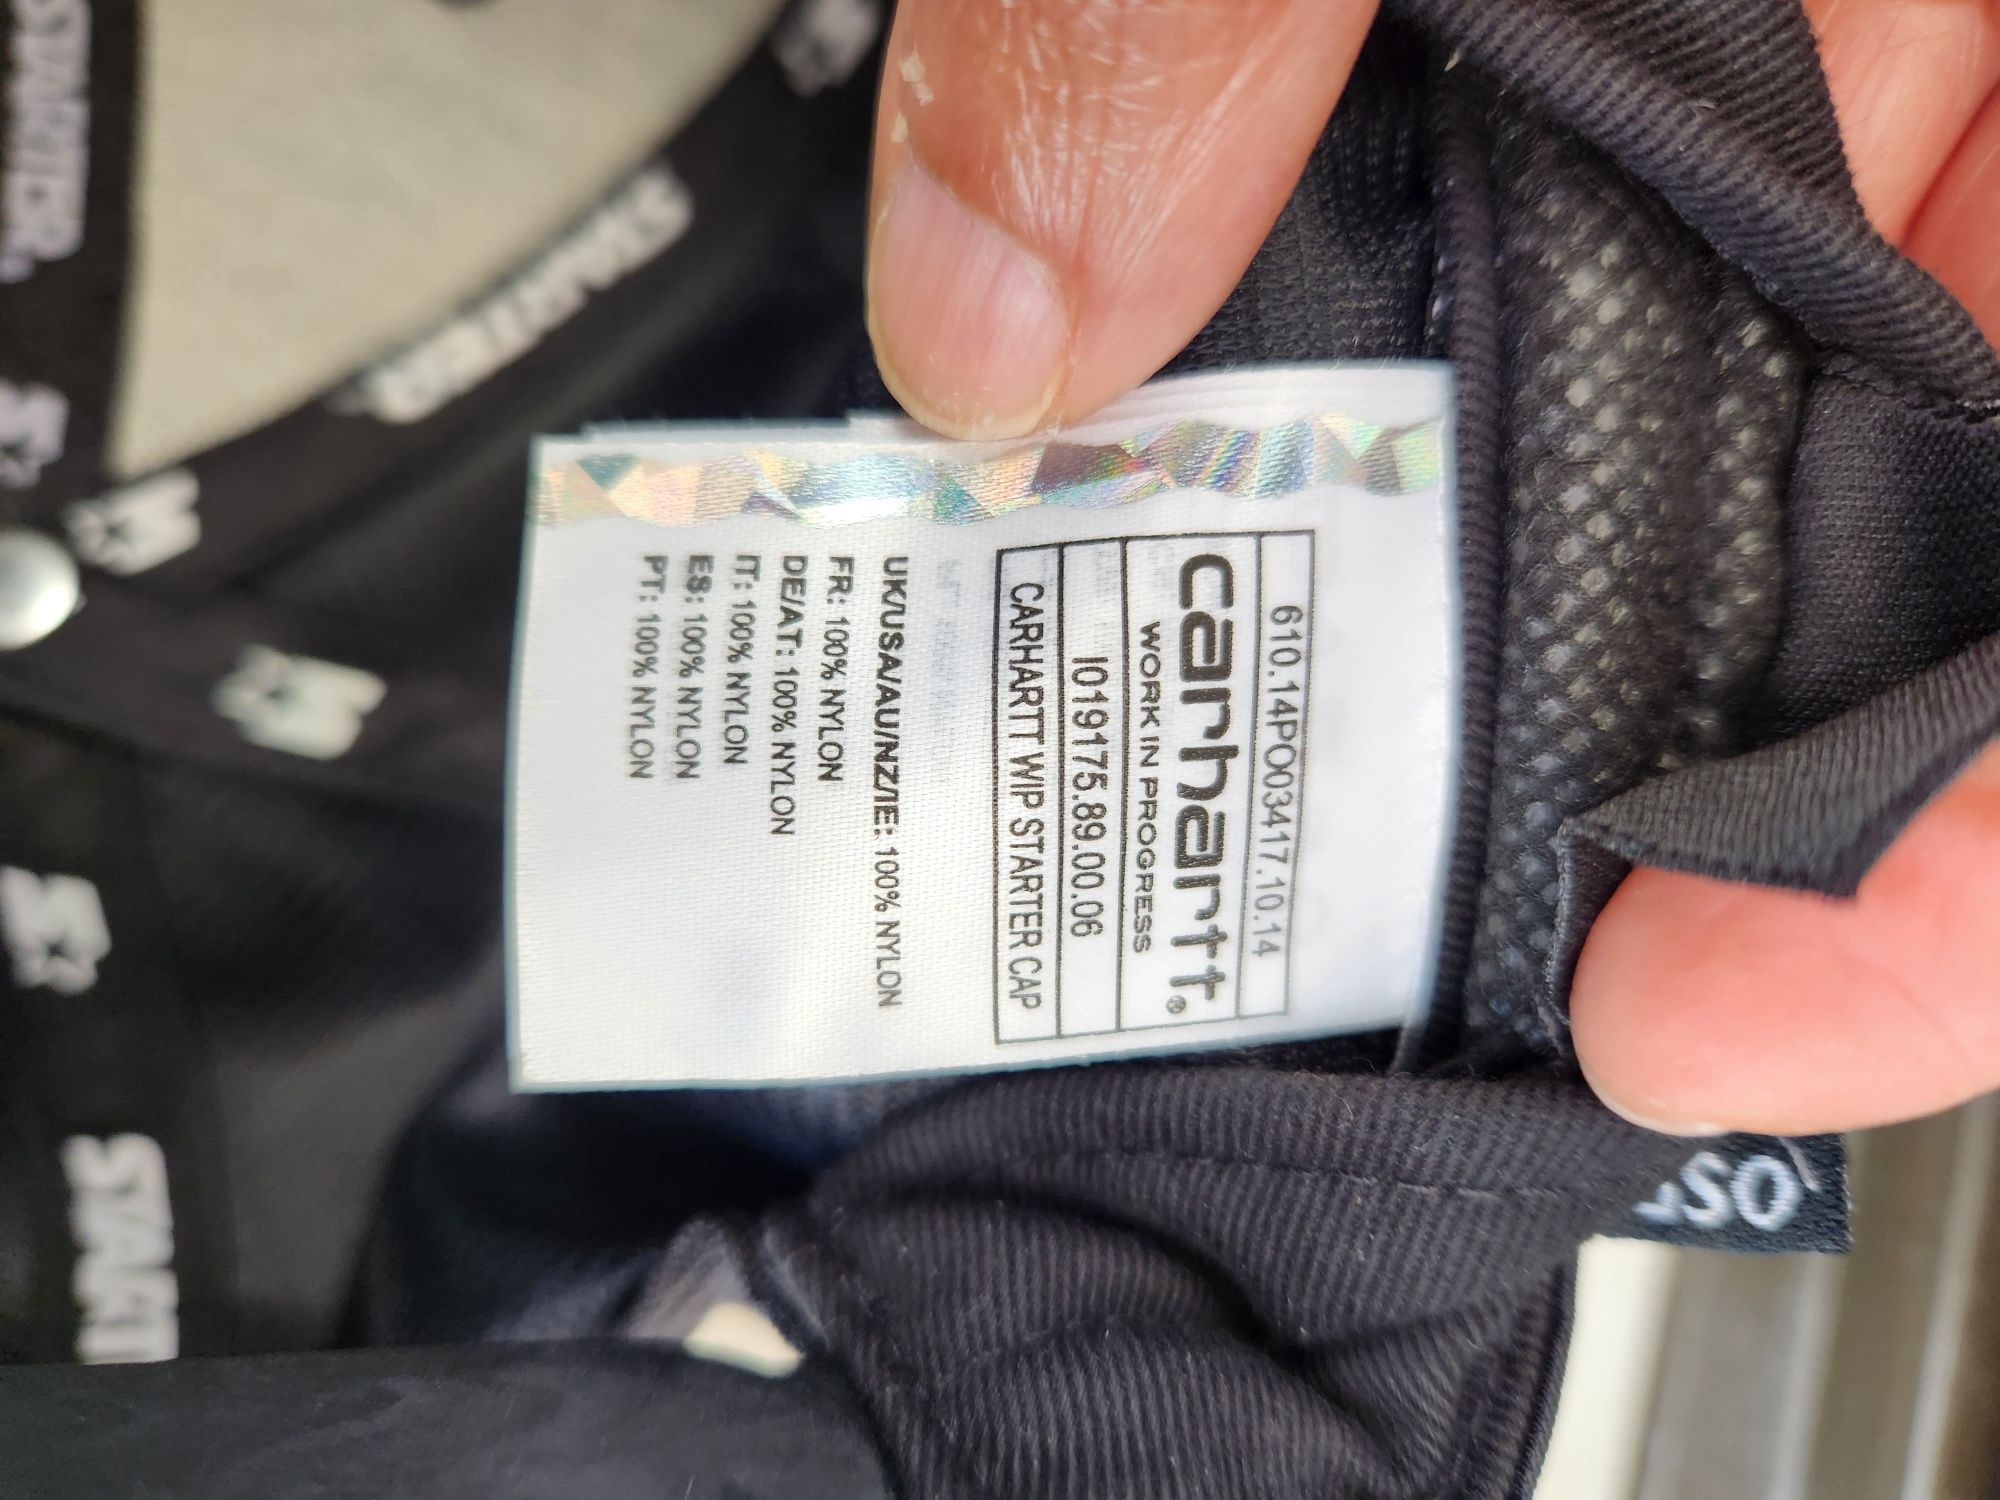 610.14PO03417.10.14
carhartt®
WORK IN PROGRESS
I019175.89.00.06
CARHARTT WIP STARTER CAP
UK/USA/AU/NZ/IE: 100% NYLON
FR: 100% NYLON
DE/AT: 100% NYLON
IT: 100% NYLON
ES: 100% NYLON
PT: 100% NYLON
STARTER
STARTER